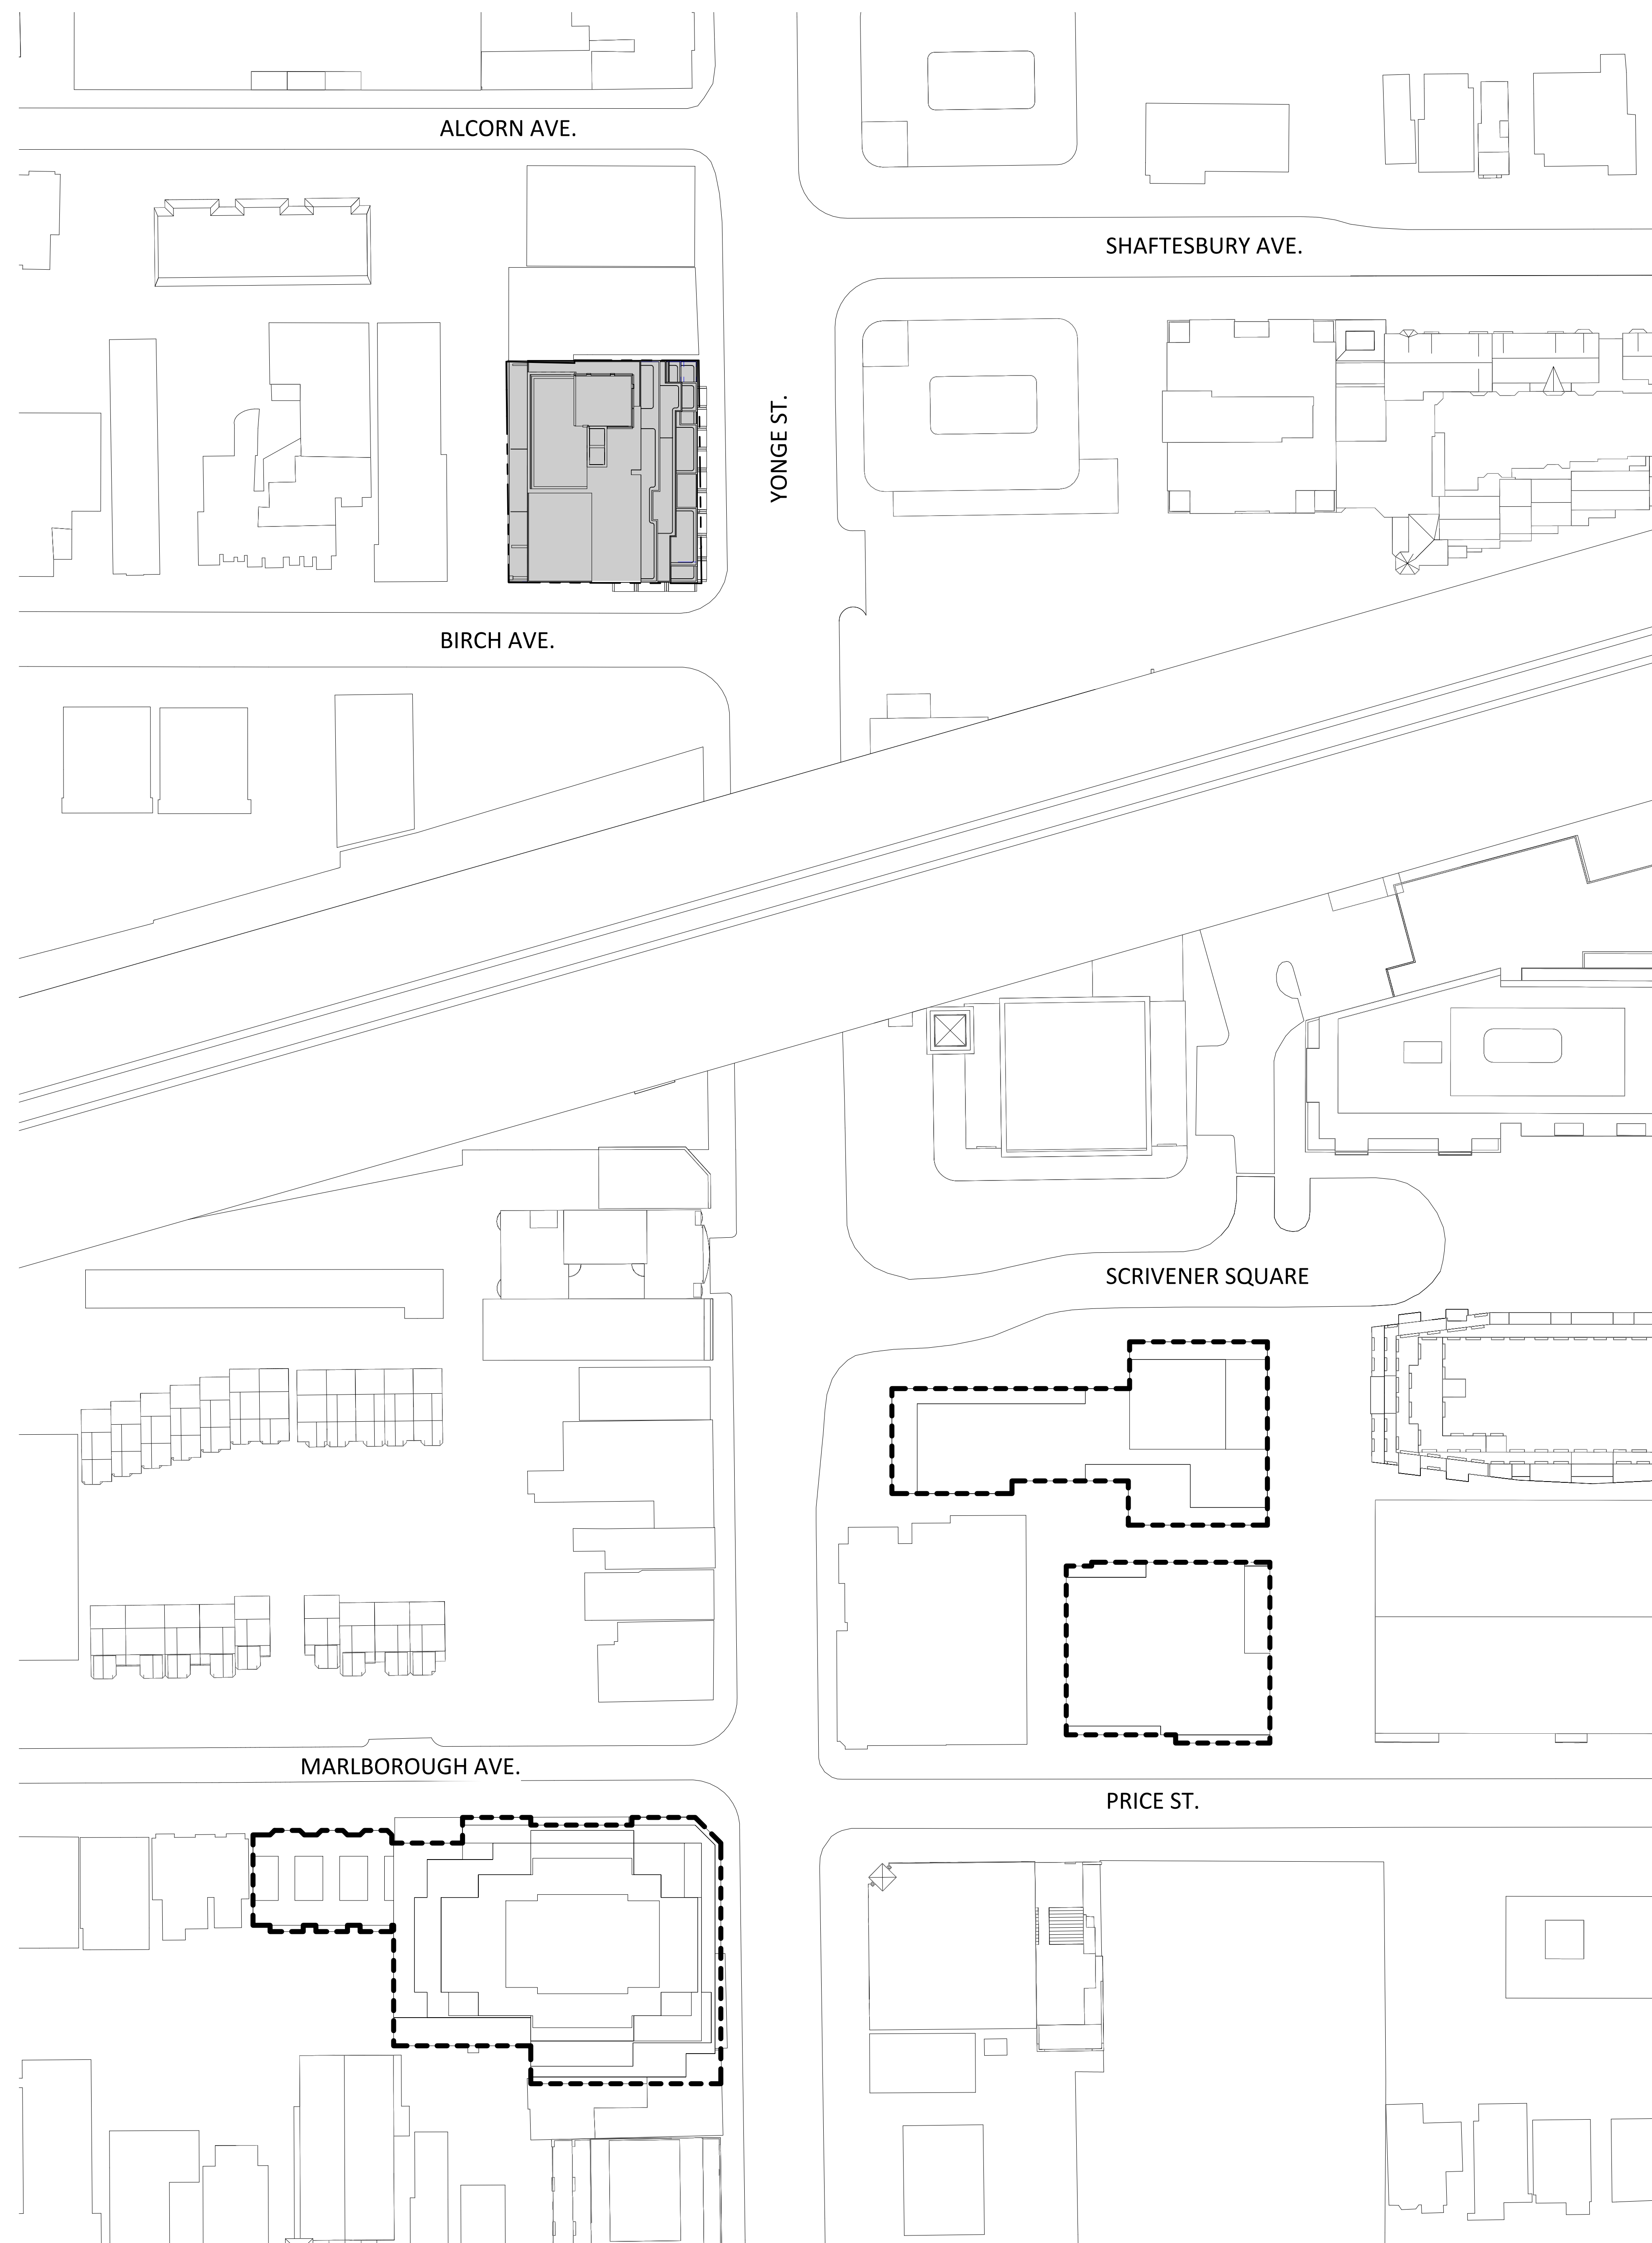 ALCORN AVE.
SHAFTESBURY AVE.
YONGE ST.
BIRCH AVE.
SCRIVENER SQUARE
MARLBOROUGH AVE.
PRICE ST.